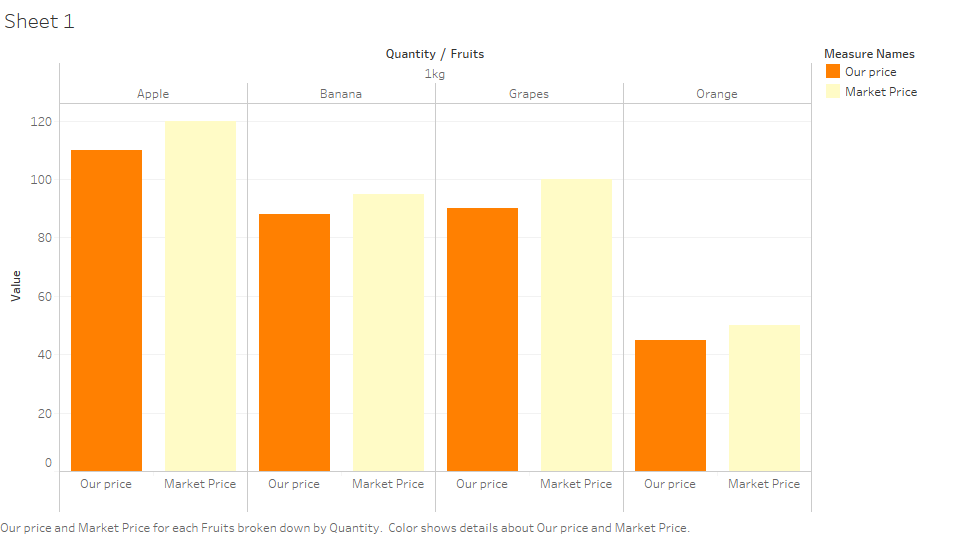 Sheet 1
Quantity / Fruits
1kg
Apple Banana Grapes Orange
Measure Names
Our price
Market Price
120
100
80
60
40
20
0
Value
Our price Market Price Our price Market Price Our price Market Price Our price Market Price
Our price and Market Price for each Fruits broken down by Quantity. Color shows details about Our price and Market Price.